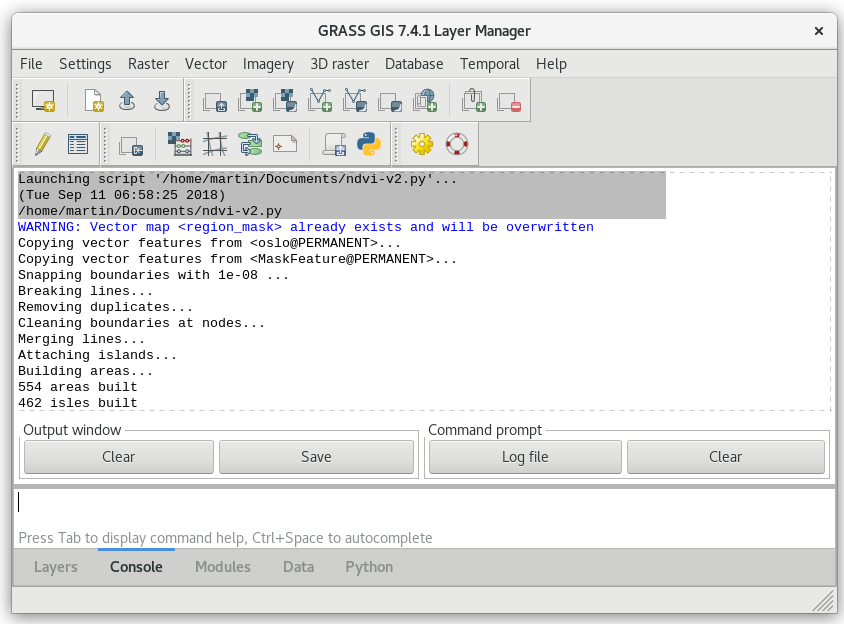 GRASS GIS 7.4.1 Layer Manager
File Settings Raster Vector Imagery 3D raster Database Temporal Help
Launching script '/home/martin/Documents/ndvi-v2.py'...
(Tue Sep 11 06:58:25 2018)
/home/martin/Documents/ndvi-v2.py
WARNING: Vector map <region_mask> already exists and will be overwritten
Copying vector features from <oslo@PERMANENT>...
Copying vector features from <MaskFeature@PERMANENT>...
Snapping boundaries with 1e-08 ...
Breaking lines...
Removing duplicates...
Cleaning boundaries at nodes...
Merging lines...
Attaching islands...
Building areas...
554 areas built
462 isles built
Output window Command prompt
Clear Save Log file Clear
Press Tab to display command help, Ctrl+Space to autocomplete
Layers Console Modules Data Python